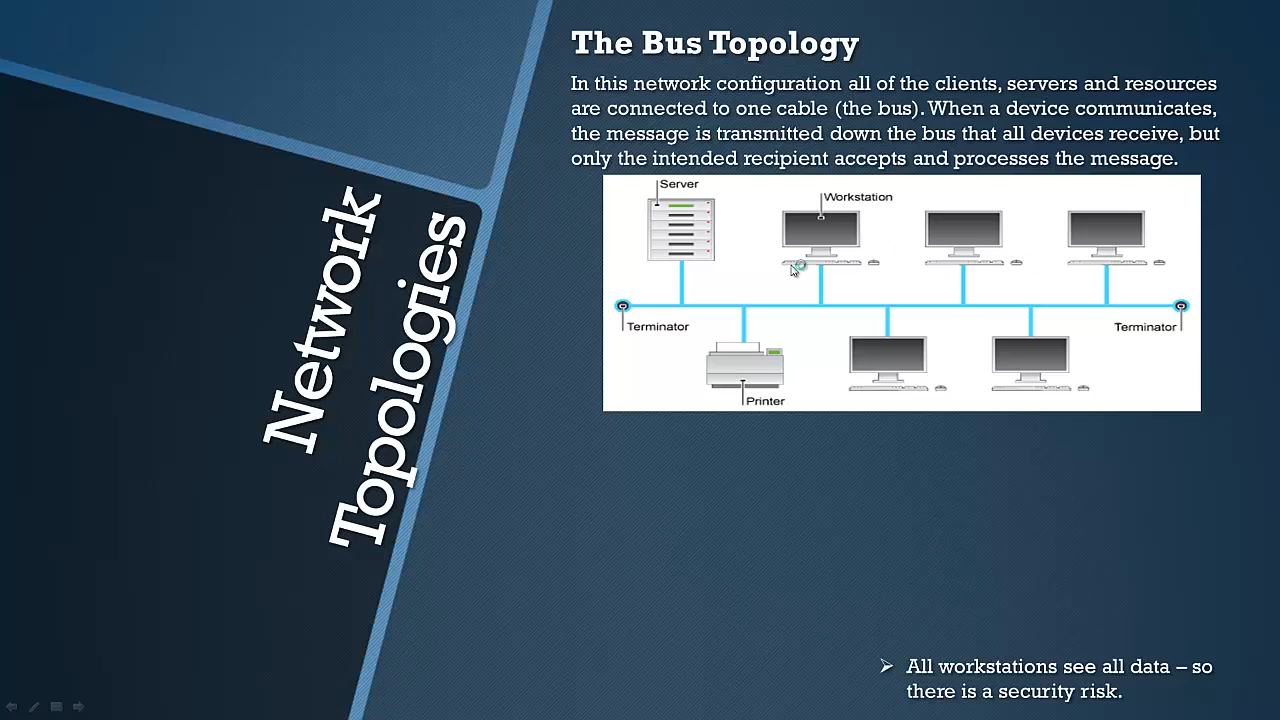 Network
Topologies
The Bus Topology
In this network configuration all of the clients, servers and resources
are connected to one cable (the bus). When a device communicates,
the message is transmitted down the bus that all devices receive, but
only the intended recipient accepts and processes the message.
Server
Workstation
Terminator
Terminator
Printer
➢ All workstations see all data – so
there is a security risk.